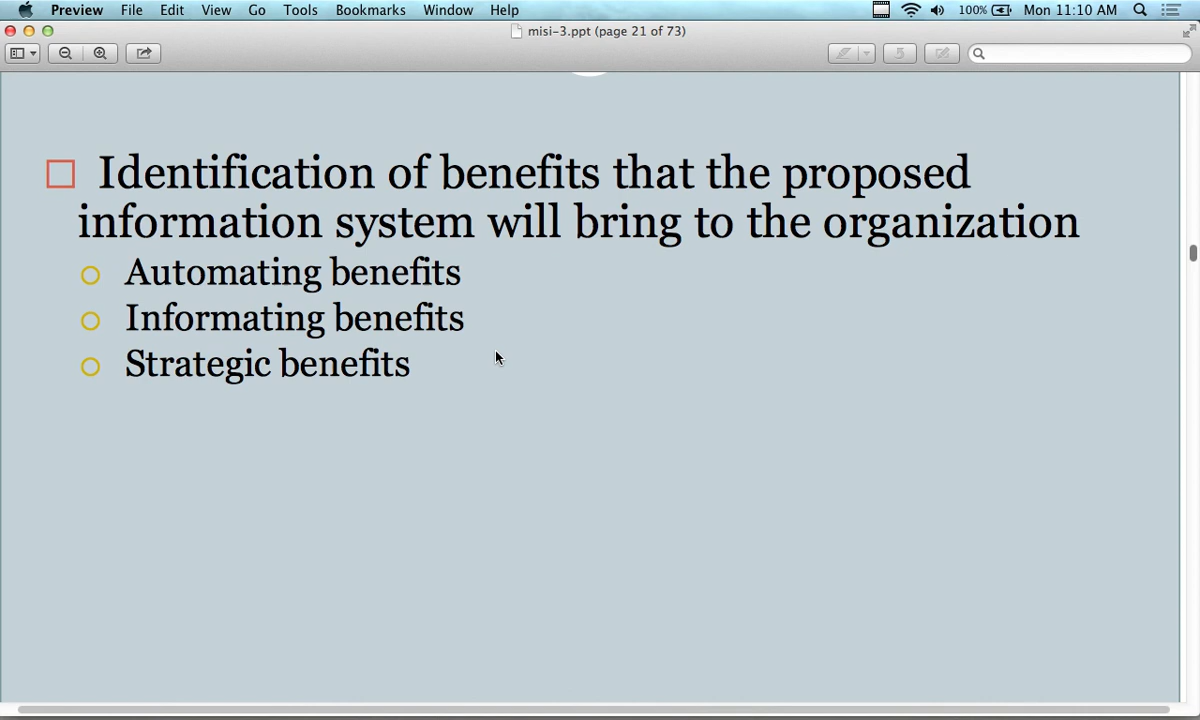 Preview File Edit View Go Tools Bookmarks Window Help 100% Mon 11:10 AM
misi-3.ppt (page 21 of 73)
Identification of benefits that the proposed
information system will bring to the organization
Automating benefits
Informating benefits
Strategic benefits